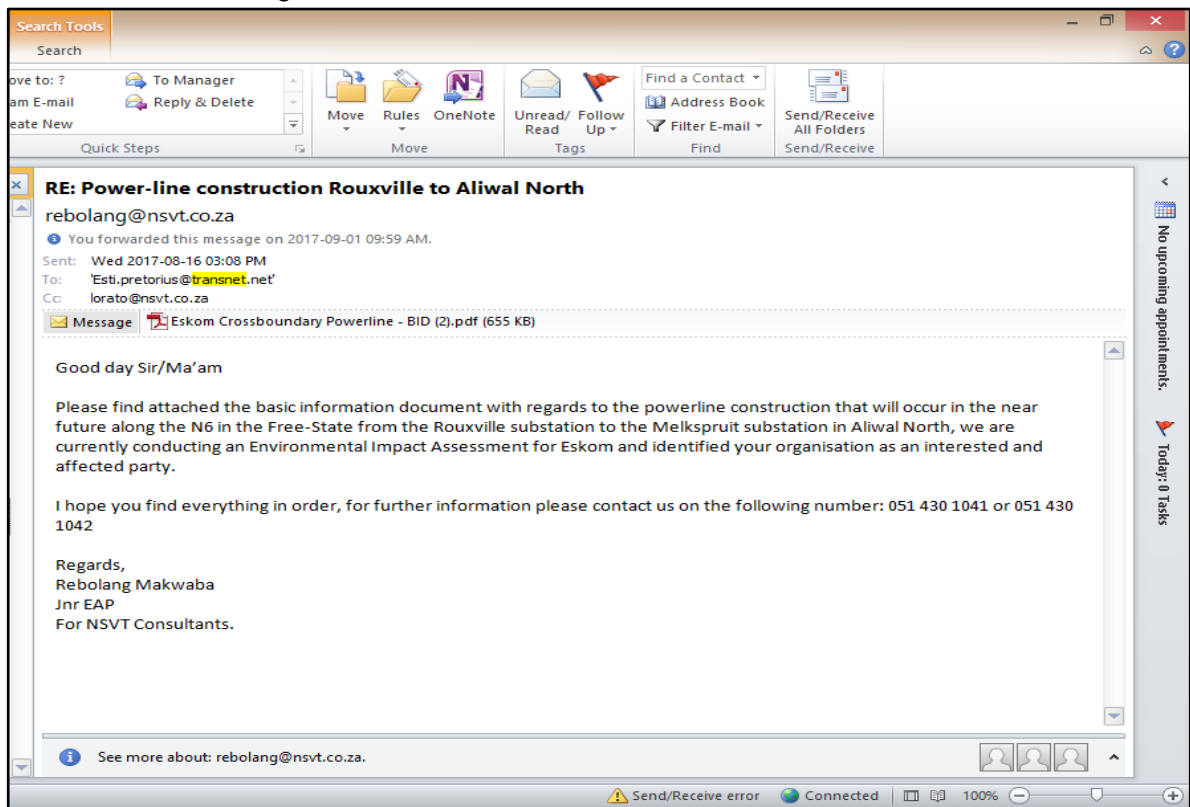 Search Tools
Search
ove to: ?
To Manager
am E-mail
Reply & Delete
eate New
Quick Steps
Move
Rules
OneNote
Move
Unread/ Read
Follow Up
Tags
Find a Contact
Address Book
Filter E-mail
Find
Send/Receive All Folders
Send/Receive
RE: Power-line construction Rouxville to Aliwal North
rebolang@nsvt.co.za
You forwarded this message on 2017-09-01 09:59 AM.
Sent: Wed 2017-08-16 03:08 PM
To: 'Esti.pretorius@transnet.net'
Cc: lorato@nsvt.co.za
Message Eskom Crossboundary Powerline - BID (2).pdf (655 KB)
Good day Sir/Ma'am
Please find attached the basic information document with regards to the powerline construction that will occur in the near
future along the N6 in the Free-State from the Rouxville substation to the Melkspruit substation in Aliwal North, we are
currently conducting an Environmental Impact Assessment for Eskom and identified your organisation as an interested and
affected party.
I hope you find everything in order, for further information please contact us on the following number: 051 430 1041 or 051 430
1042
Regards,
Rebolang Makwaba
Jnr EAP
For NSVT Consultants.
See more about: rebolang@nsvt.co.za.
No upcoming appointments.
Today: 0 Tasks
Send/Receive error Connected 100%